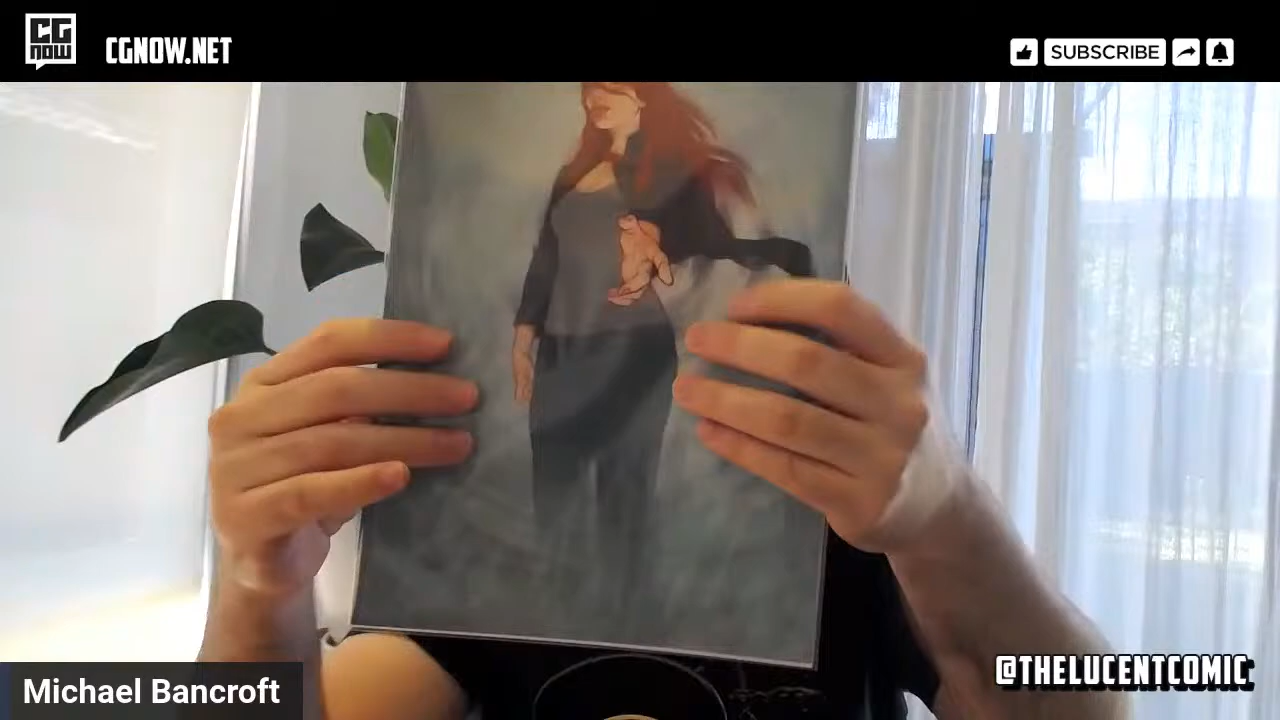 CG
NOW
CGNOW.NET
SUBSCRIBE
Michael Bancroft
@THELUCENTCOMIC